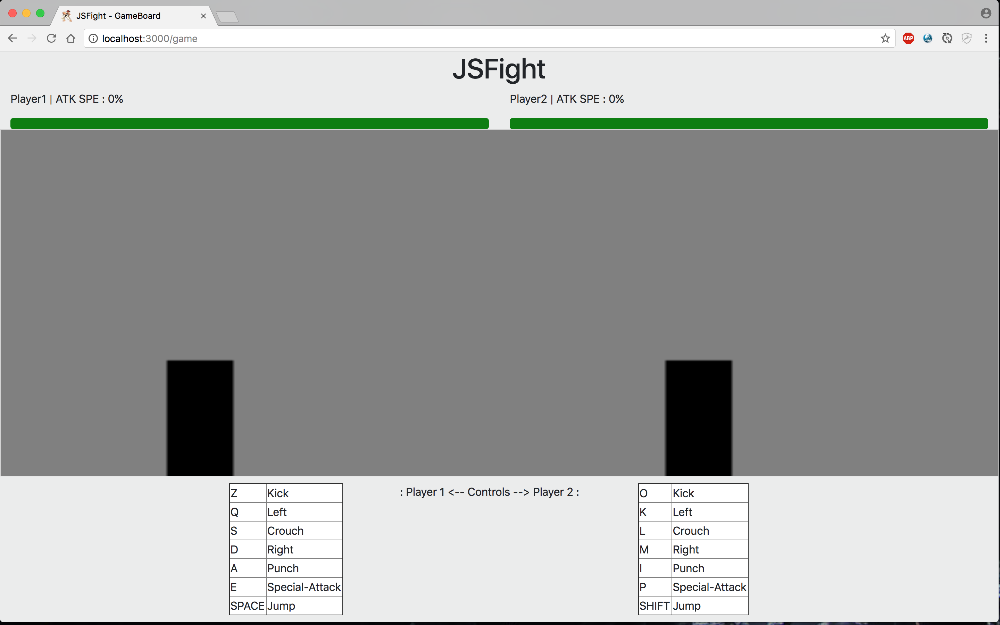 JSFight - GameBoard
localhost:3000/game
ABP
JSFight
Player1 | ATK SPE : 0%
Player2 | ATK SPE : 0%
: Player 1 <-- Controls --> Player 2 :
Z Kick
Q Left
S Crouch
D Right
A Punch
E Special-Attack
SPACE Jump
O Kick
K Left
L Crouch
M Right
I Punch
P Special-Attack
SHIFT Jump